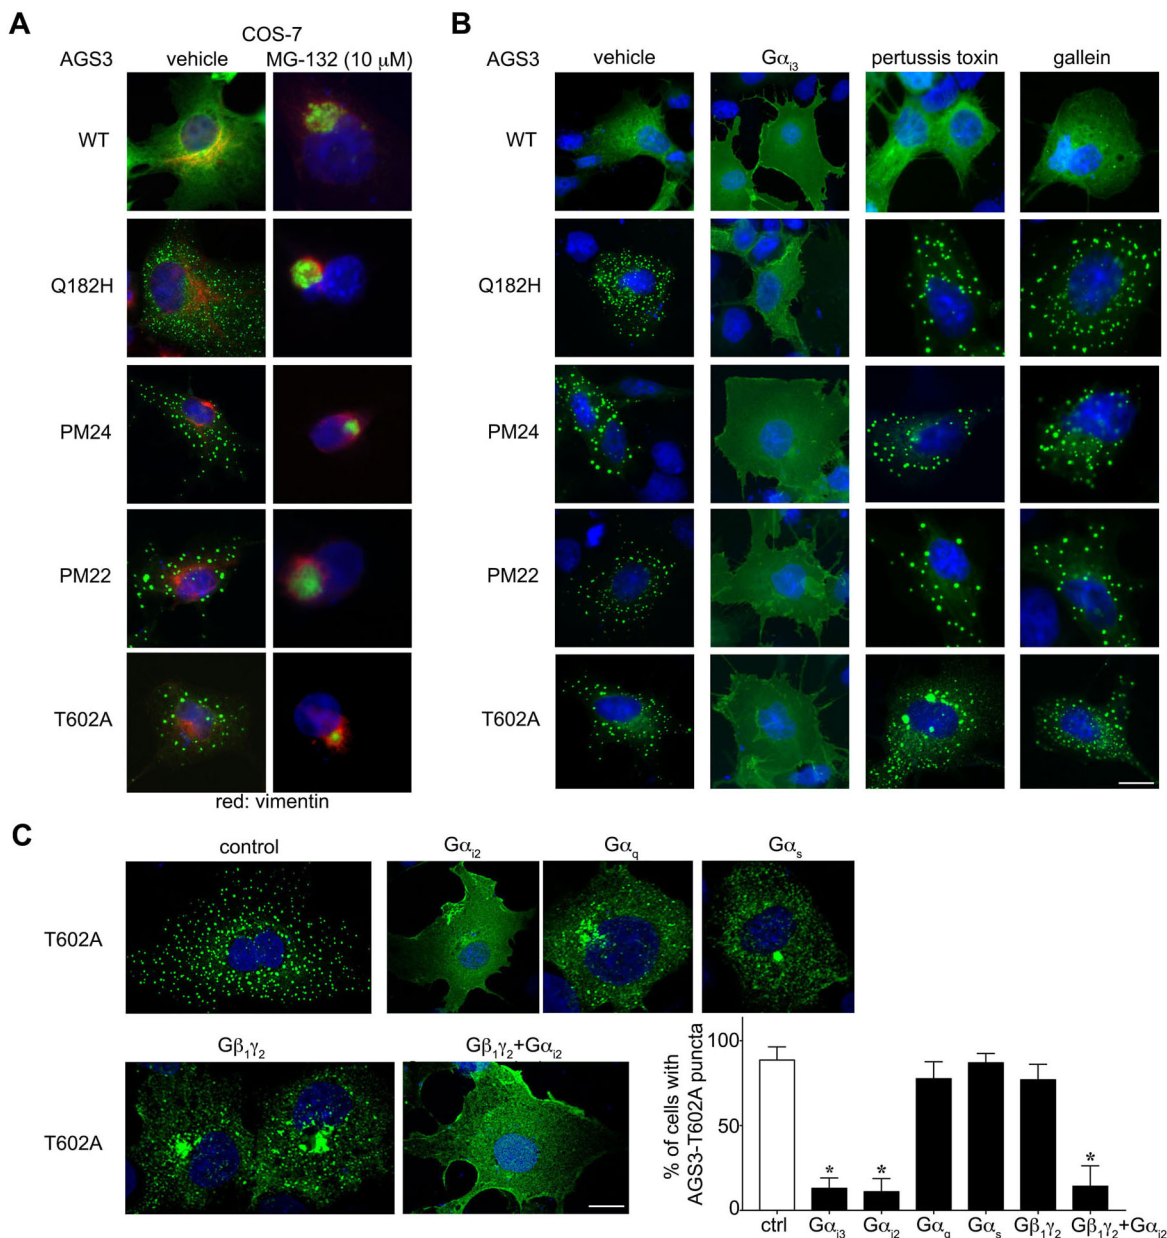 A
COS-7
AGS3 vehicle MG-132 (10 μM)
WT
Q182H
PM24
PM22
T602A
red: vimentin
B
AGS3 vehicle Gαi3 pertussis toxin gallein
WT
Q182H
PM24
PM22
T602A
C
control Gαi2 Gαq Gαs
T602A
Gβ1γ2 Gβ1γ2+Gαi2
T602A
% of cells with
AGS3-T602A puncta
100
50
0
* * *
ctrl Gαi3 Gαi2 Gαq Gαs Gβ1γ2 Gβ1γ2+Gαi2